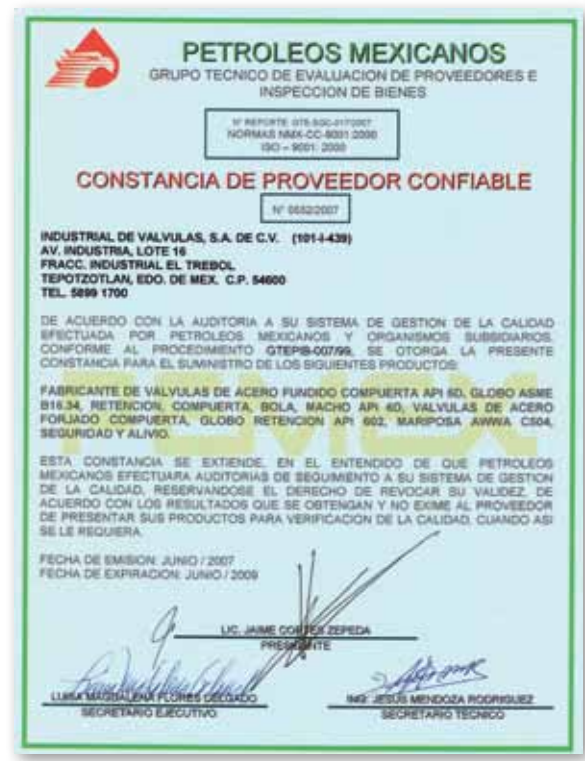 PETROLEOS MEXICANOS
GRUPO TECNICO DE EVALUACION DE PROVEEDORES E
INSPECCION DE BIENES
N° REPORTE GTE-SGC-017/2007
NORMAS NMX-CC-9001:2000
ISO – 9001: 2000
CONSTANCIA DE PROVEEDOR CONFIABLE
N° 0552/2007
INDUSTRIAL DE VALVULAS, S.A. DE C.V. (101-I-439)
AV. INDUSTRIA, LOTE 16
FRACC. INDUSTRIAL EL TREBOL
TEPOTZOTLAN, EDO. DE MEX. C.P. 54600
TEL. 5899 1700
DE ACUERDO CON LA AUDITORIA A SU SISTEMA DE GESTION DE LA CALIDAD
EFECTUADA POR PETROLEOS MEXICANOS Y ORGANISMOS SUBSIDIARIOS,
CONFORME AL PROCEDIMIENTO GTEPIB-007/99, SE OTORGA LA PRESENTE
CONSTANCIA PARA EL SUMINISTRO DE LOS SIGUIENTES PRODUCTOS:
FABRICANTE DE VALVULAS DE ACERO FUNDIDO COMPUERTA API 6D, GLOBO ASME
B16.34, RETENCION, COMPUERTA, BOLA, MACHO API 6D, VALVULAS DE ACERO
FORJADO COMPUERTA, GLOBO RETENCION API 602, MARIPOSA AWWA C504,
SEGURIDAD Y ALIVIO.
PEMEX
ESTA CONSTANCIA SE EXTIENDE, EN EL ENTENDIDO DE QUE PETROLEOS
MEXICANOS EFECTUARA AUDITORIAS DE SEGUIMIENTO A SU SISTEMA DE GESTION
DE LA CALIDAD, RESERVANDOSE EL DERECHO DE REVOCAR SU VALIDEZ, DE
ACUERDO CON LOS RESULTADOS QUE SE OBTENGAN Y NO EXIME AL PROVEEDOR
DE PRESENTAR SUS PRODUCTOS PARA VERIFICACION DE LA CALIDAD, CUANDO ASI
SE LE REQUIERA.
FECHA DE EMISION: JUNIO / 2007
FECHA DE EXPIRACION: JUNIO / 2009
LIC. JAIME CORTES ZEPEDA
PRESIDENTE
LUISA MAGDALENA FLORES DELGADO
SECRETARIO EJECUTIVO
ING. JESUS MENDOZA RODRIGUEZ
SECRETARIO TECNICO